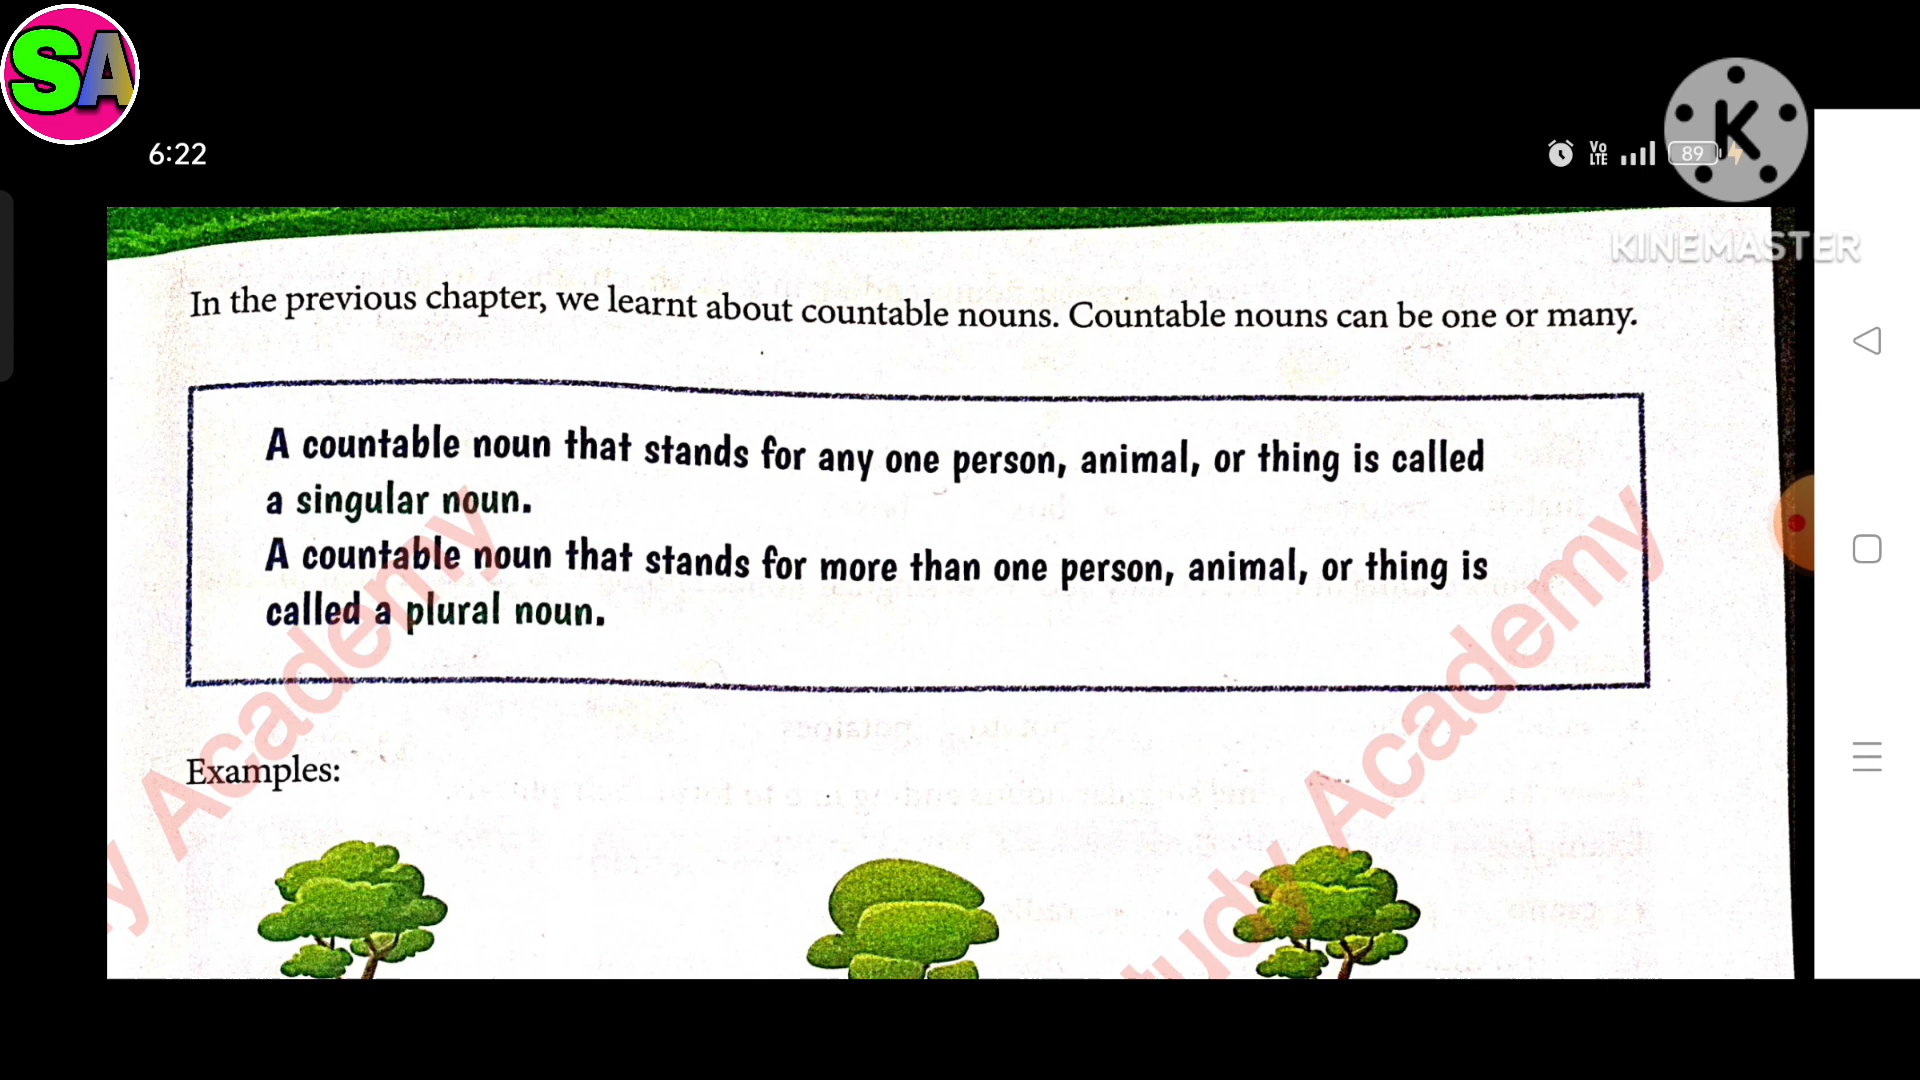 SA
6:22
Vo
LTE
89
K
KINEMASTER
In the previous chapter, we learnt about countable nouns. Countable nouns can be one or many.
A countable noun that stands for any one person, animal, or thing is called
a singular noun.
A countable noun that stands for more than one person, animal, or thing is
called a plural noun.
Academy
Academy
Examples: